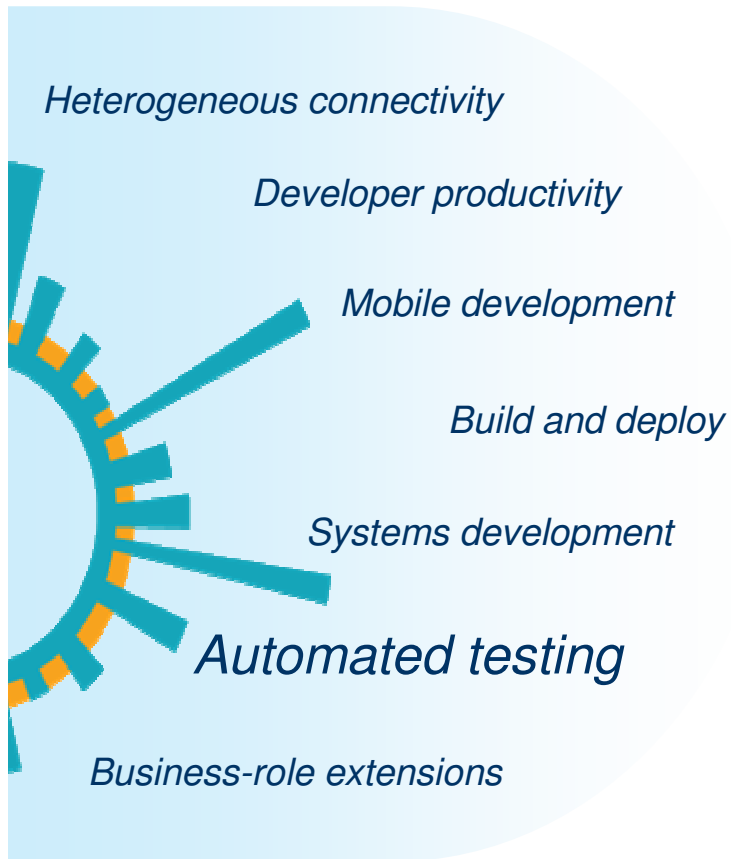 Heterogeneous connectivity
Developer productivity
Mobile development
Build and deploy
Systems development
Automated testing
Business-role extensions